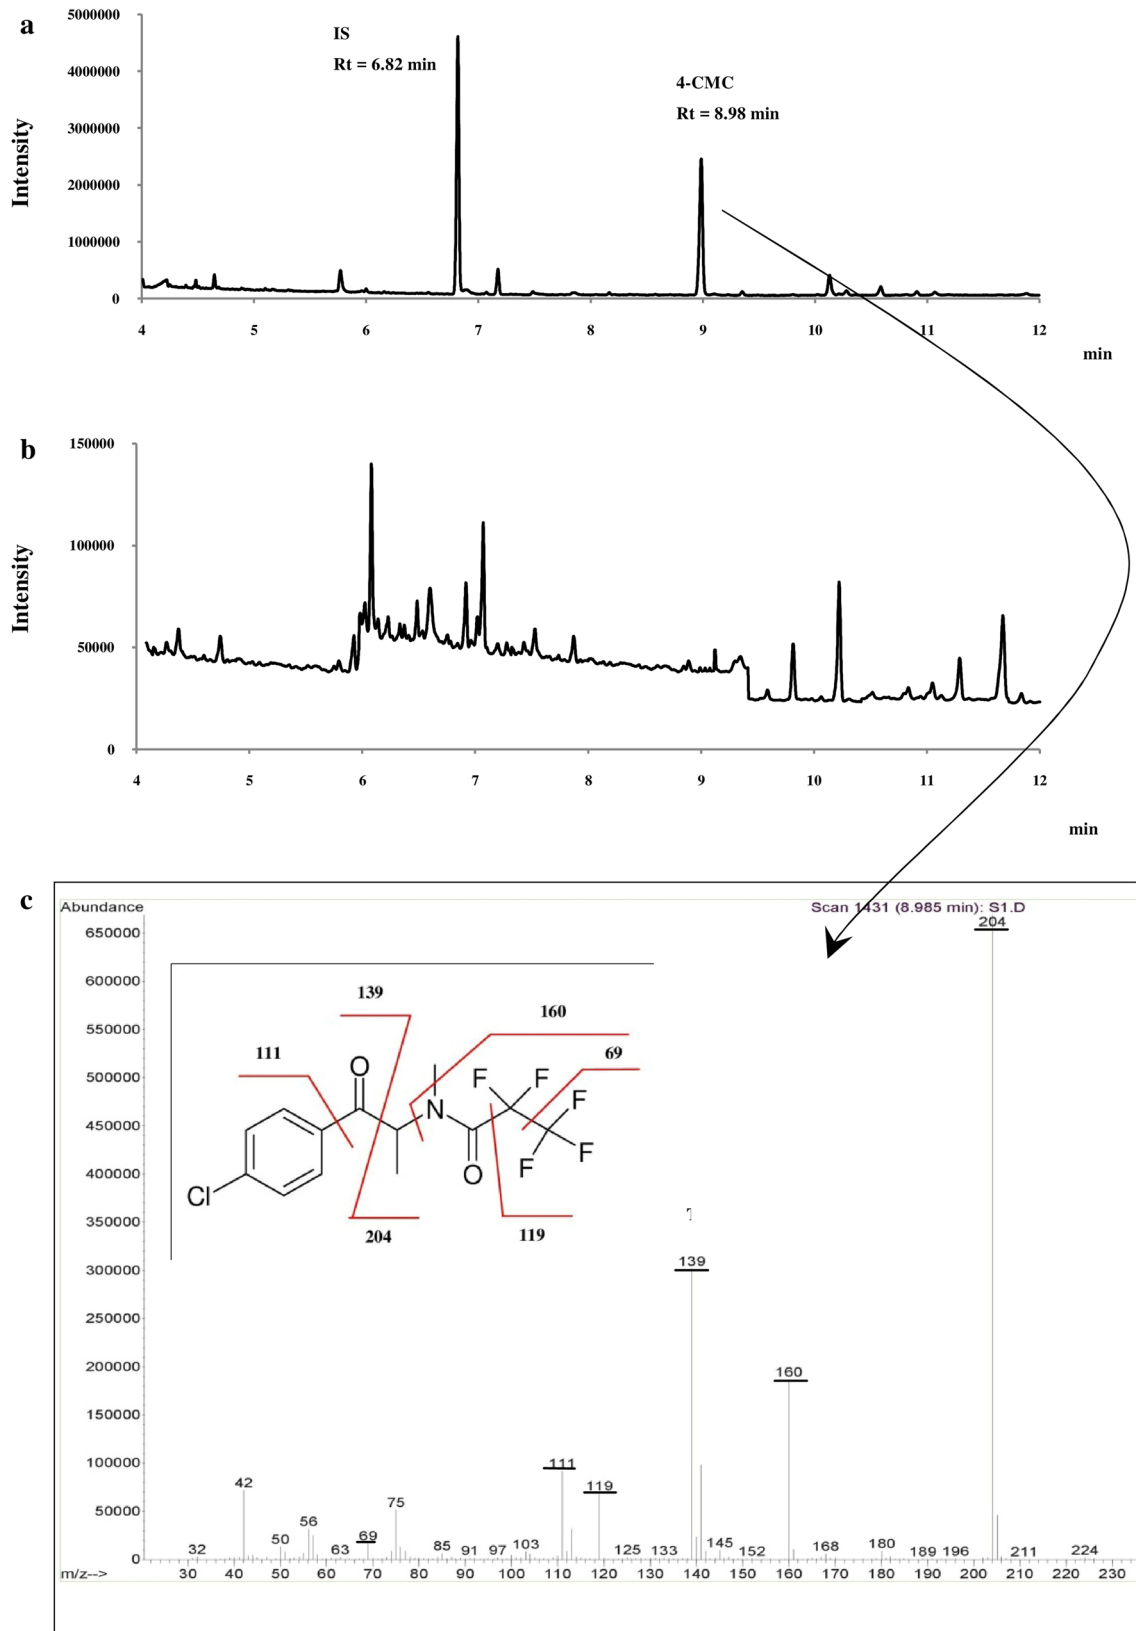 a
5000000
4000000
3000000
2000000
1000000
0
Intensity
IS
Rt = 6.82 min
4-CMC
Rt = 8.98 min
4 5 6 7 8 9 10 11 12
min
b
150000
100000
50000
0
Intensity
4 5 6 7 8 9 10 11 12
min
c
Abundance
Scan 1431 (8.985 min): S1.D
650000
600000
550000
500000
450000
400000
350000
300000
250000
200000
150000
100000
50000
0
m/z-->
139
160
111
69
O
N
F F
F
F
F
O
Cl
204
119
204
139
160
111
119
42
75
56
50
69
32
63
85
91
97
103
125
133
145
152
168
180
189
196
211
224
30 40 50 60 70 80 90 100 110 120 130 140 150 160 170 180 190 200 210 220 230